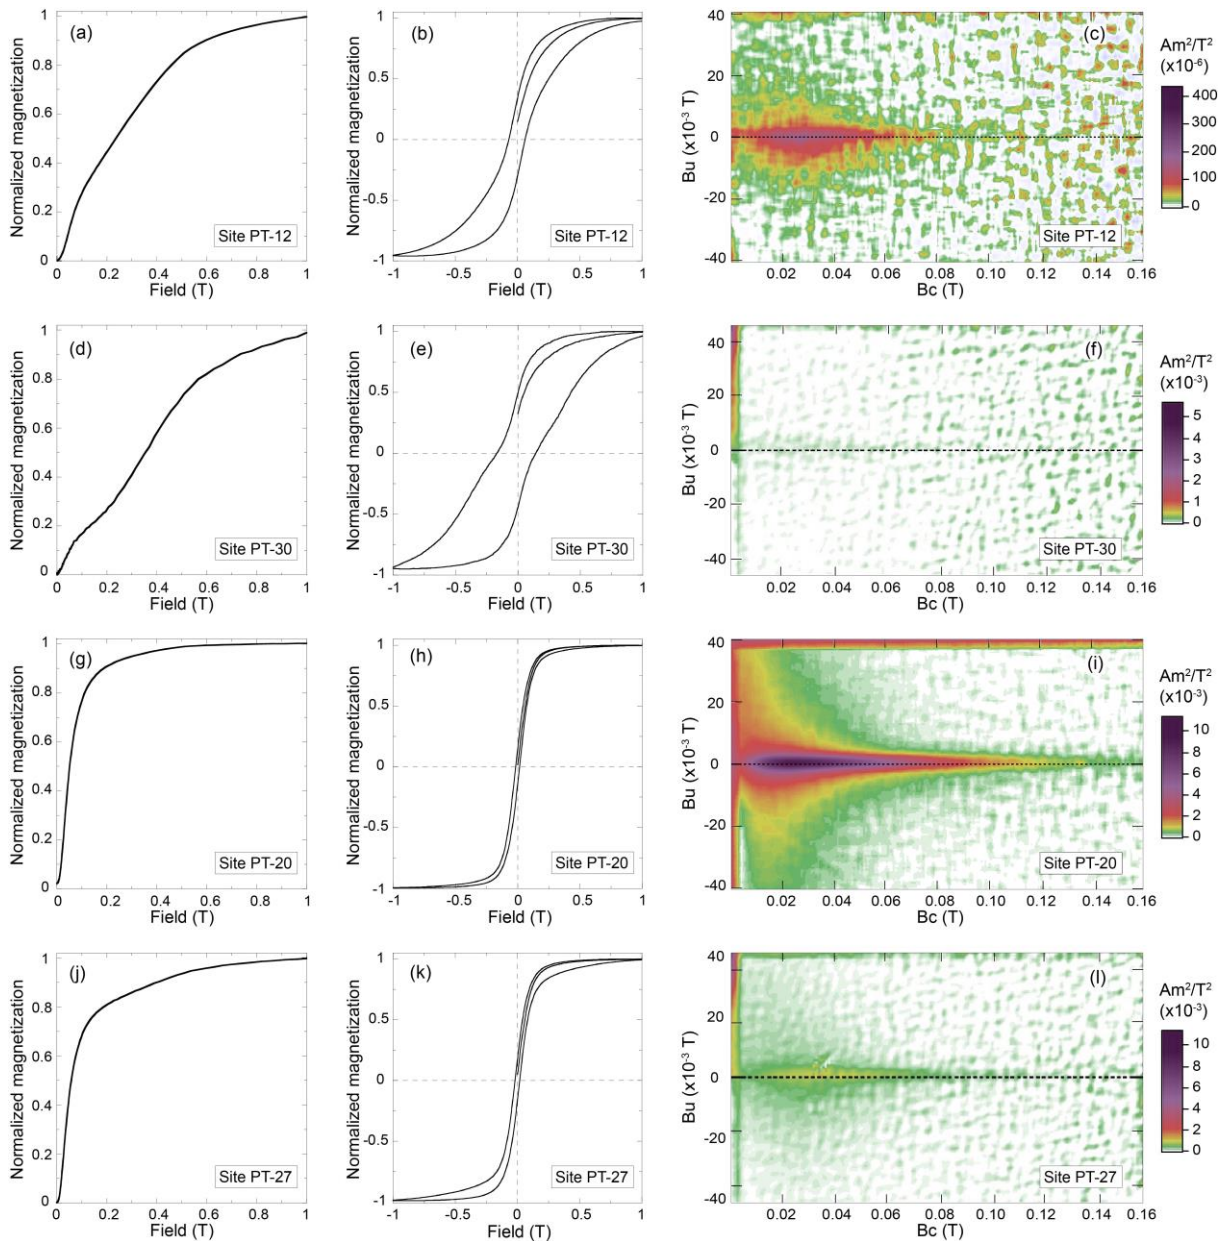 (a)
Normalized magnetization
1
0.8
0.6
0.4
0.2
0
0 0.2 0.4 0.6 0.8 1
Field (T)
Site PT-12
(b)
Normalized magnetization
1
0.5
0
-0.5
-1
-1 -0.5 0 0.5 1
Field (T)
Site PT-12
(c)
Bu (x10-3 T)
40
20
0
-20
-40
0.02 0.04 0.06 0.08 0.10 0.12 0.14 0.16
Bc (T)
Site PT-12
Am2/T2
(x10-6)
400
300
200
100
0
(d)
Normalized magnetization
1
0.8
0.6
0.4
0.2
0
0 0.2 0.4 0.6 0.8 1
Field (T)
Site PT-30
(e)
Normalized magnetization
1
0.5
0
-0.5
-1
-1 -0.5 0 0.5 1
Field (T)
Site PT-30
(f)
Bu (x10-3 T)
40
20
0
-20
-40
0.02 0.04 0.06 0.08 0.10 0.12 0.14 0.16
Bc (T)
Site PT-30
Am2/T2
(x10-3)
5
4
3
2
1
0
(g)
Normalized magnetization
1
0.8
0.6
0.4
0.2
0
0 0.2 0.4 0.6 0.8 1
Field (T)
Site PT-20
(h)
Normalized magnetization
1
0.5
0
-0.5
-1
-1 -0.5 0 0.5 1
Field (T)
Site PT-20
(i)
Bu (x10-3 T)
40
20
0
-20
-40
0.02 0.04 0.06 0.08 0.10 0.12 0.14 0.16
Bc (T)
Site PT-20
Am2/T2
(x10-3)
10
8
6
4
2
0
(j)
Normalized magnetization
1
0.8
0.6
0.4
0.2
0
0 0.2 0.4 0.6 0.8 1
Field (T)
Site PT-27
(k)
Normalized magnetization
1
0.5
0
-0.5
-1
-1 -0.5 0 0.5 1
Field (T)
Site PT-27
(l)
Bu (x10-3 T)
40
20
0
-20
-40
0.02 0.04 0.06 0.08 0.10 0.12 0.14 0.16
Bc (T)
Site PT-27
Am2/T2
(x10-3)
10
8
6
4
2
0